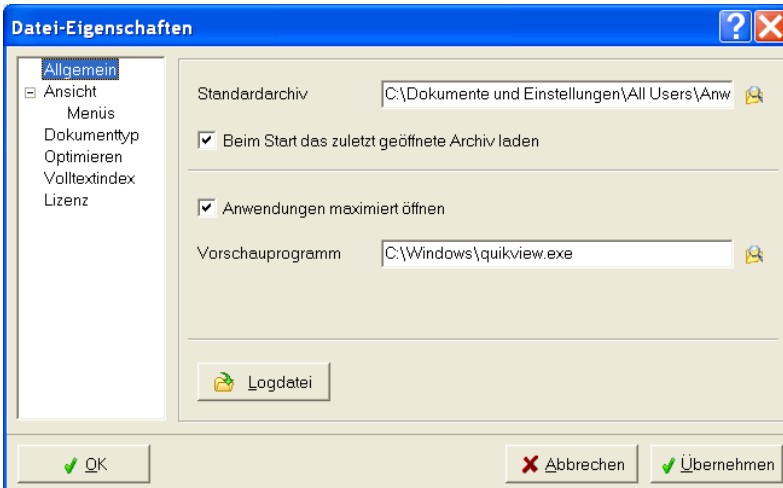 Datei-Eigenschaften
Allgemein
Ansicht
Menüs
Dokumenttyp
Optimieren
Volltextindex
Lizenz
Standardarchiv C:\Dokumente und Einstellungen\All Users\Anw
Beim Start das zuletzt geöffnete Archiv laden
Anwendungen maximiert öffnen
Vorschauprogramm C:\Windows\quikview.exe
Logdatei
OK Abbrechen Übernehmen